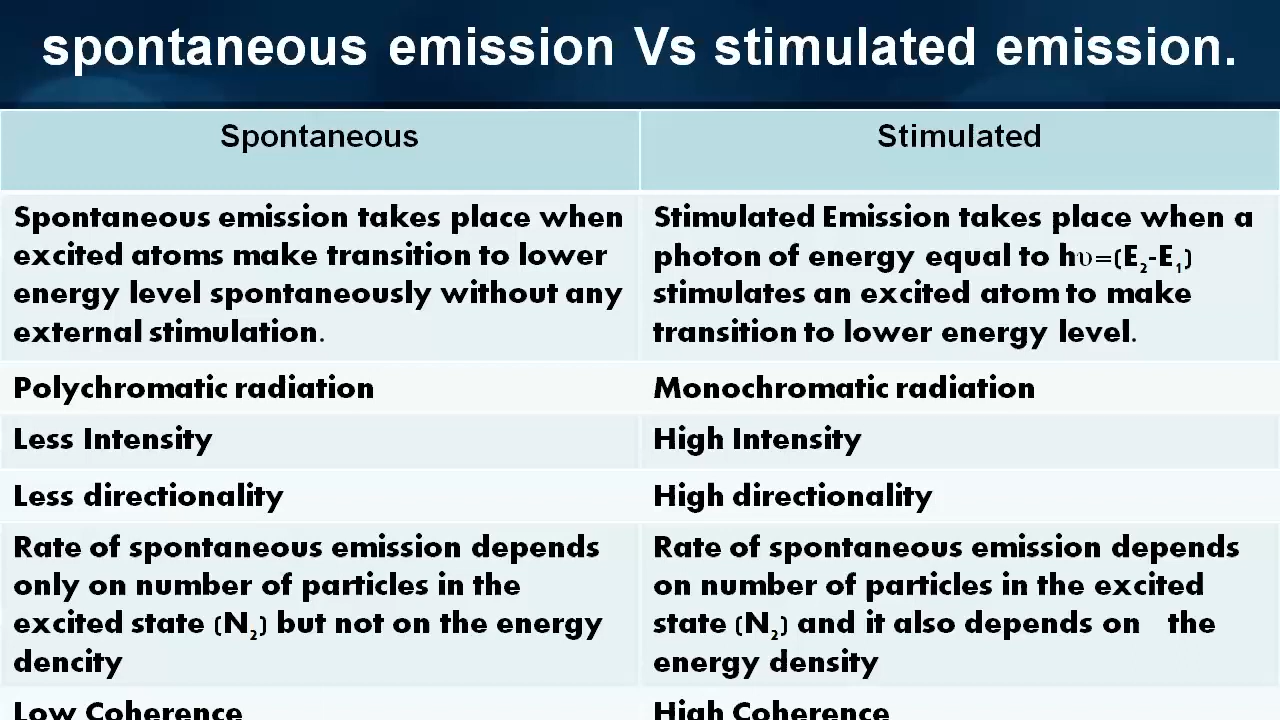 spontaneous emission Vs stimulated emission.
Spontaneous
Stimulated
Spontaneous emission takes place when
excited atoms make transition to lower
energy level spontaneously without any
external stimulation.
Stimulated Emission takes place when a
photon of energy equal to hυ=(E₂-E₁)
stimulates an excited atom to make
transition to lower energy level.
Polychromatic radiation
Monochromatic radiation
Less Intensity
High Intensity
Less directionality
High directionality
Rate of spontaneous emission depends
only on number of particles in the
excited state (N₂) but not on the energy
dencity
Rate of spontaneous emission depends
on number of particles in the excited
state (N₂) and it also depends on the
energy density
Low Coherence
High Coherence